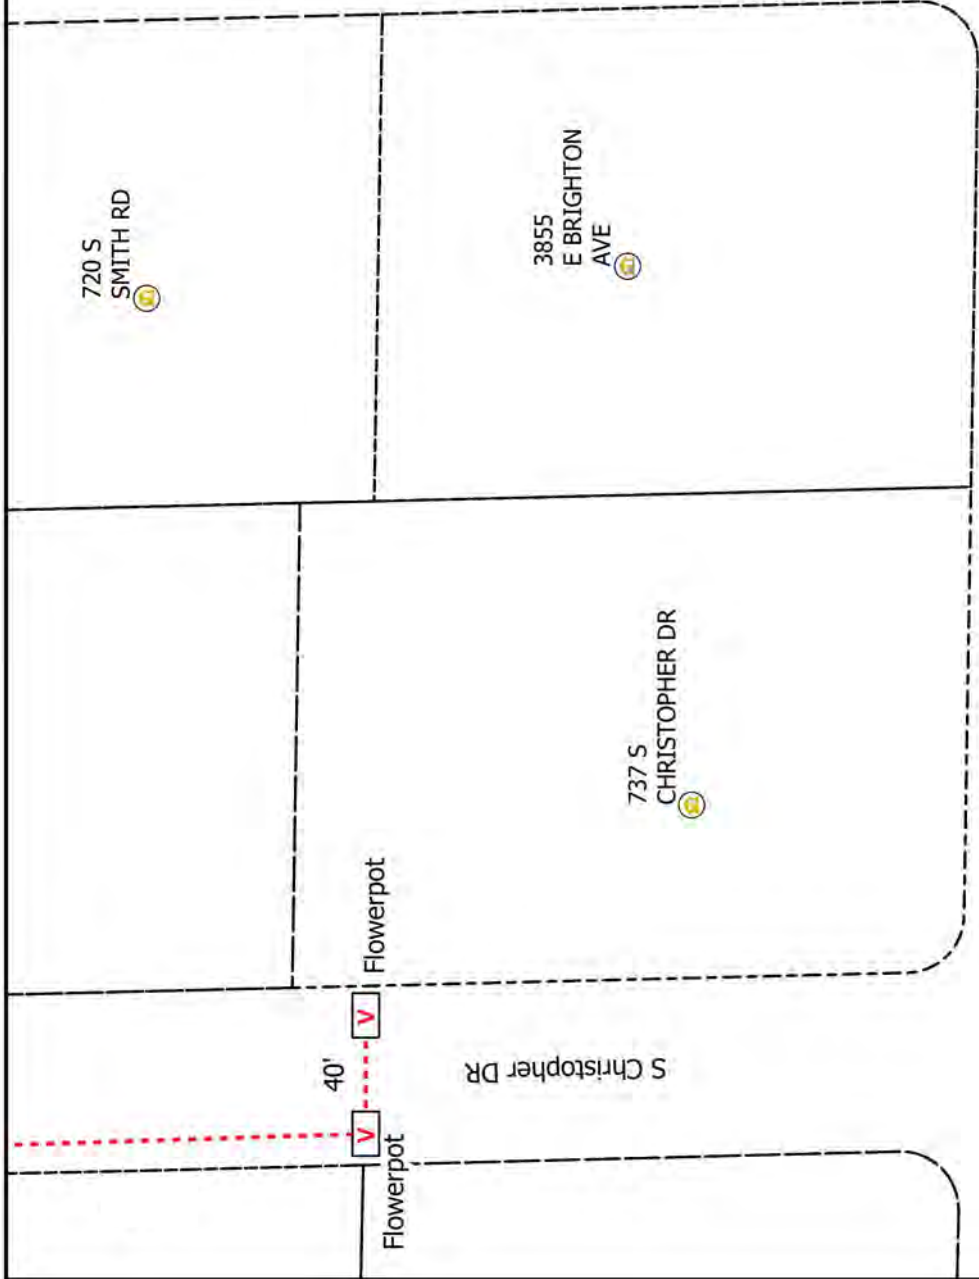 720 S
SMITH RD
3855
E BRIGHTON
AVE
737 S
CHRISTOPHER DR
Flowerpot
V
40'
V
Flowerpot
S Christopher DR